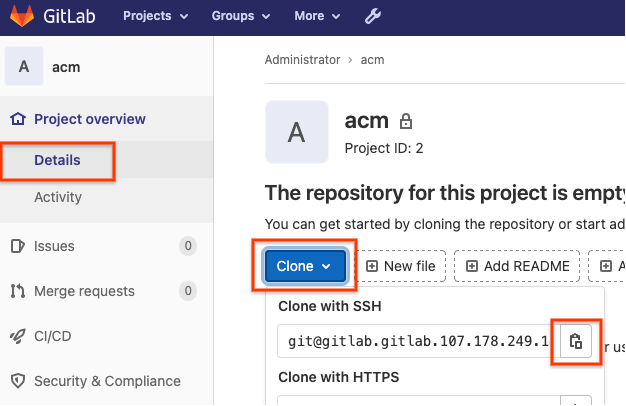 GitLab Projects Groups More
A acm
Administrator › acm
Project overview
A acm
Project ID: 2
Details
Activity
The repository for this project is empty
You can get started by cloning the repository or start ad
Issues 0
Clone New file Add README A
Merge requests 0
Clone with SSH
CI/CD
git@gitlab.gitlab.107.178.249.1
r us
Security & Compliance
Clone with HTTPS